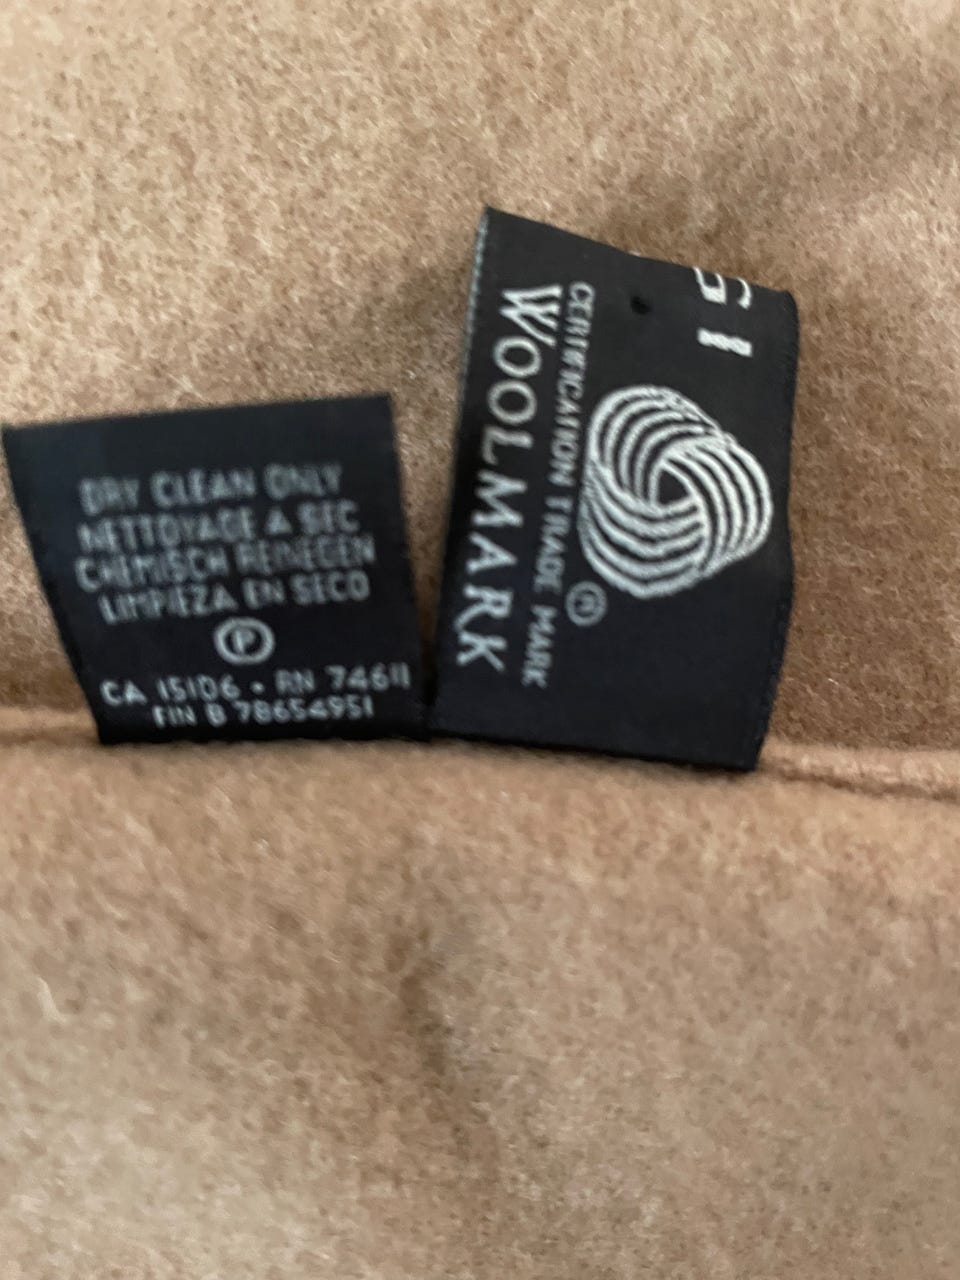 DRY CLEAN ONLY
NETTOYAGE A SEC
CHEMISCH REINEGEN
LIMPIEZA EN SECO
P
CA 15106 • RN 74611
FIN B 78654951
CERTIFICATION TRADE MARK
WOOLMARK
®